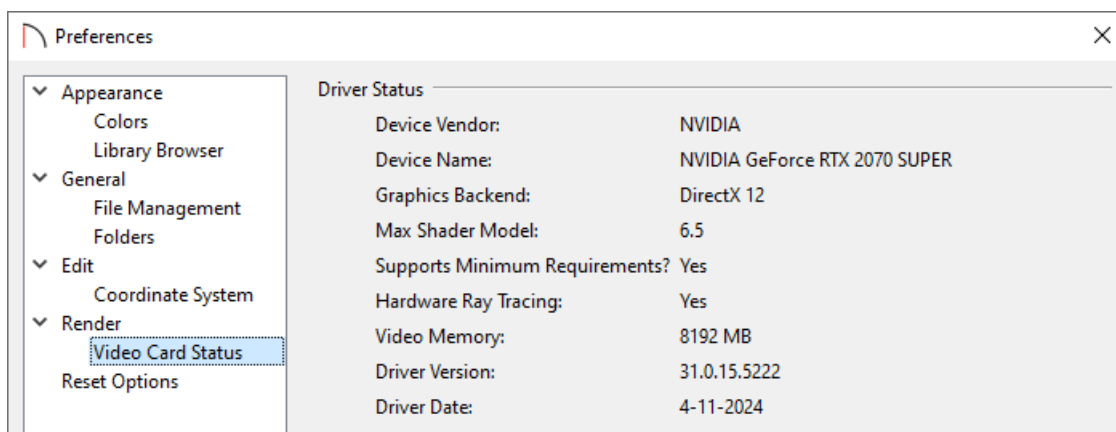 Preferences
Appearance
Colors
Library Browser
General
File Management
Folders
Edit
Coordinate System
Render
Video Card Status
Reset Options
Driver Status
Device Vendor: NVIDIA
Device Name: NVIDIA GeForce RTX 2070 SUPER
Graphics Backend: DirectX 12
Max Shader Model: 6.5
Supports Minimum Requirements? Yes
Hardware Ray Tracing: Yes
Video Memory: 8192 MB
Driver Version: 31.0.15.5222
Driver Date: 4-11-2024